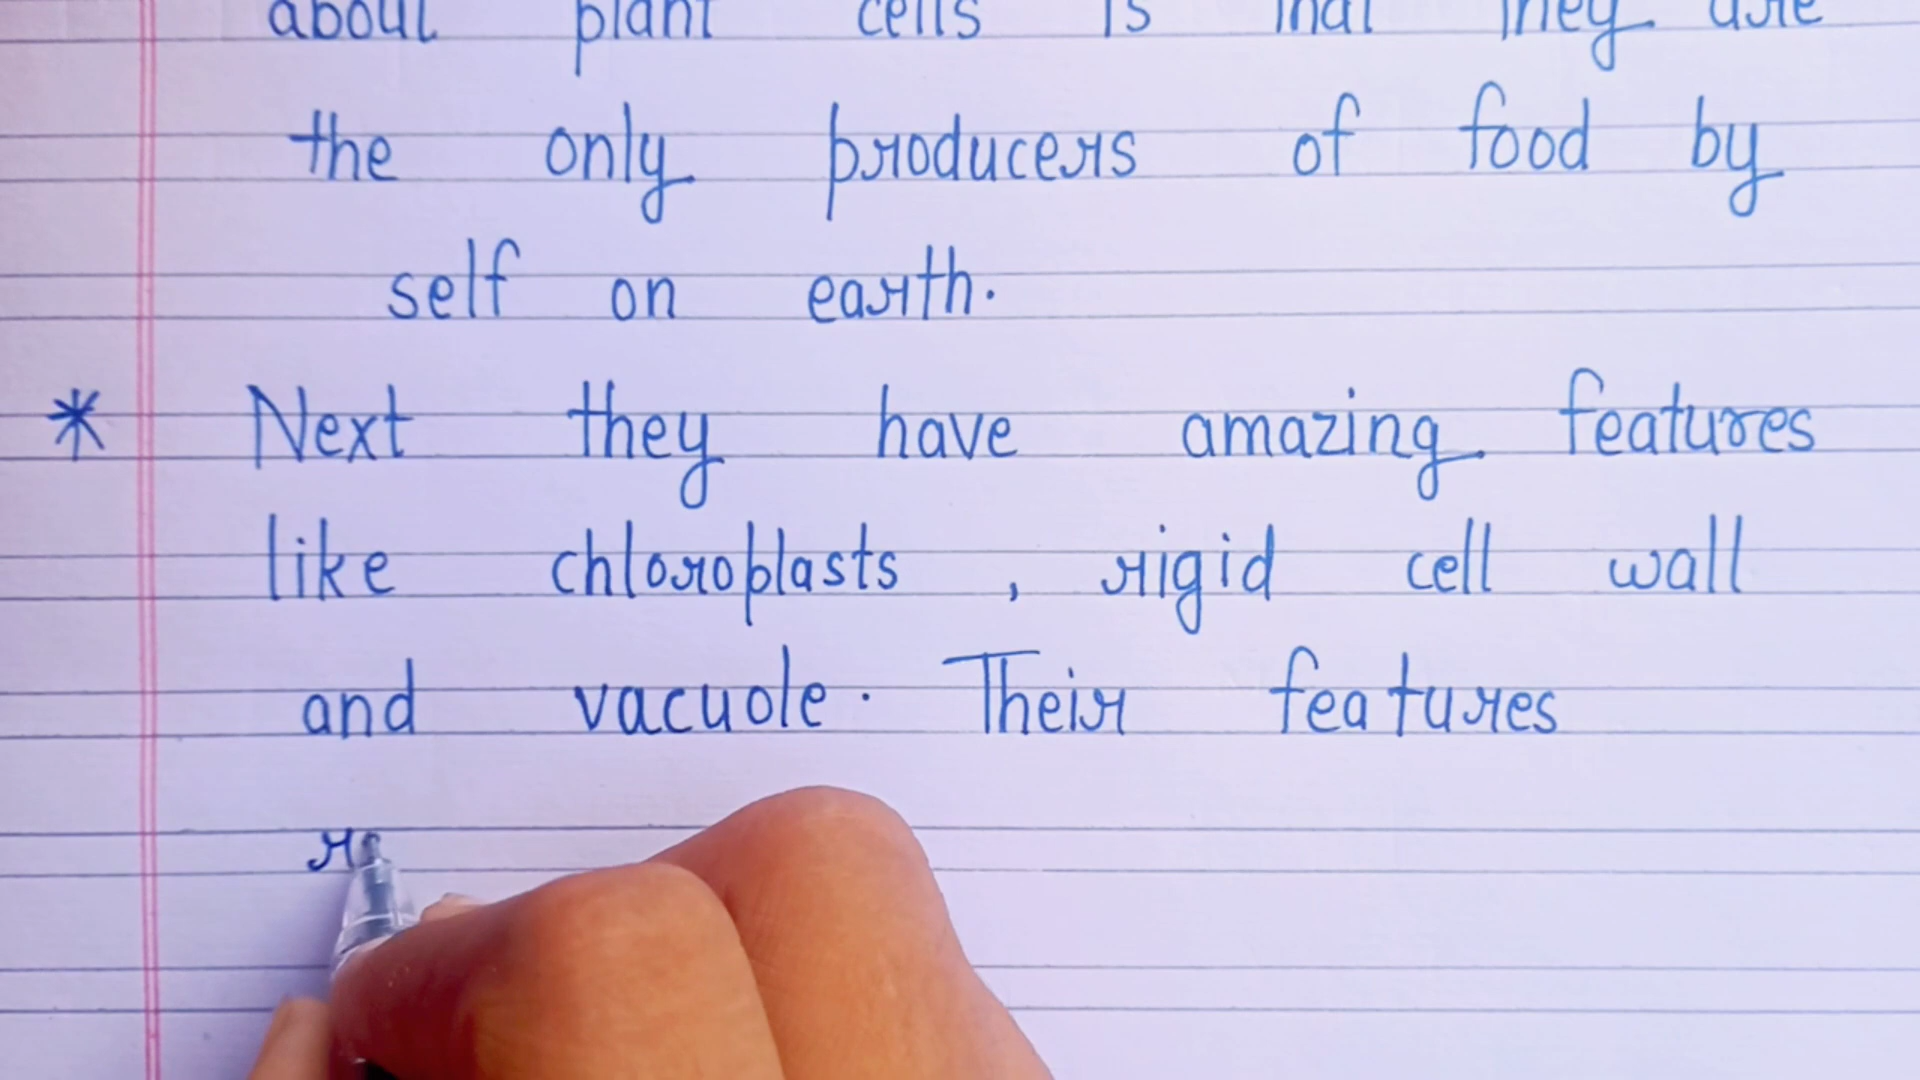 about plant cells is that they are
the only producers of food by
self on earth.
* Next they have amazing features
like chloroplasts , rigid cell wall
and vacuole. Their features